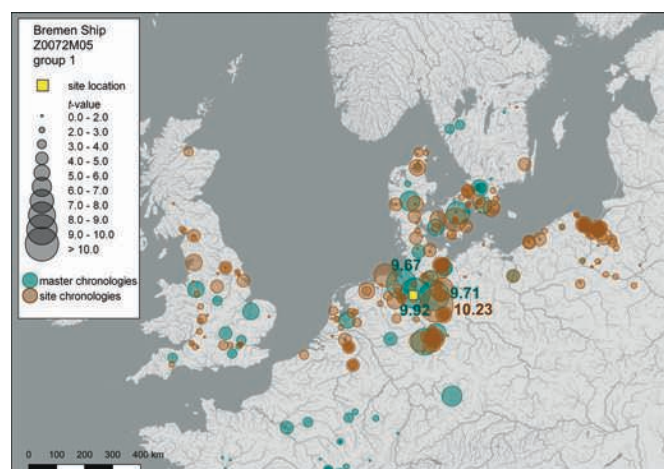 Bremen Ship
Z0072M05
group 1
site location
t-value
0.0 - 2.0
2.0 - 3.0
3.0 - 4.0
4.0 - 5.0
5.0 - 6.0
6.0 - 7.0
7.0 - 8.0
8.0 - 9.0
9.0 - 10.0
> 10.0
master chronologies
site chronologies
9.67
9.71
9.92
10.23
0 100 200 300 400 km